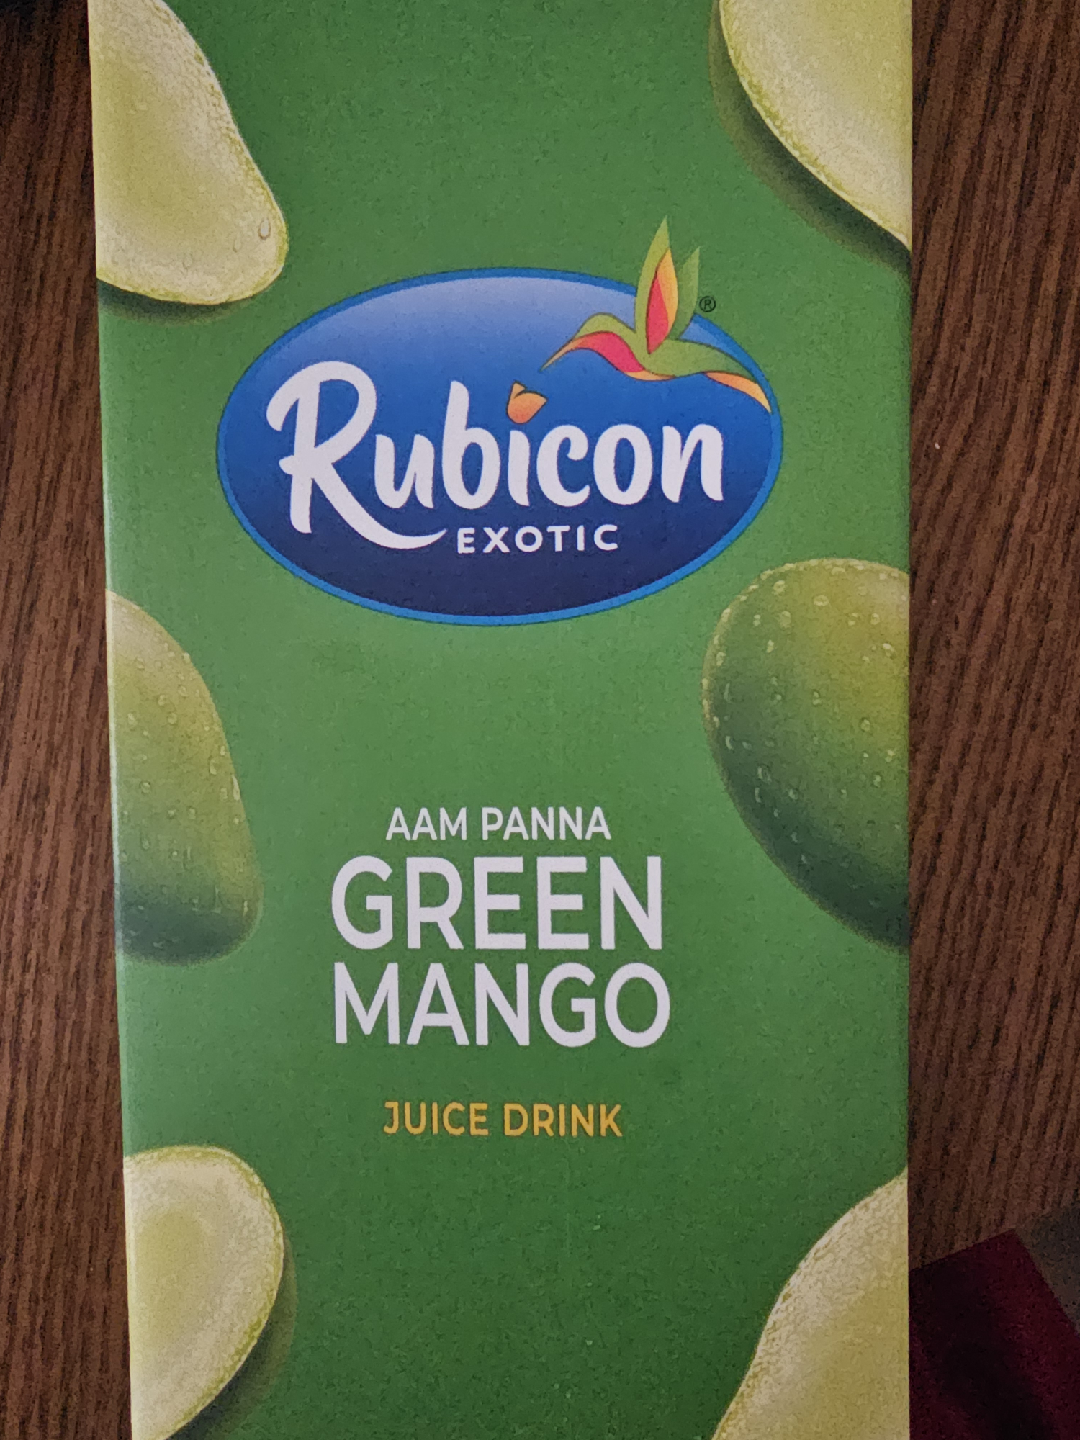 Rubicon
®
EXOTIC
AAM PANNA
GREEN
MANGO
JUICE DRINK